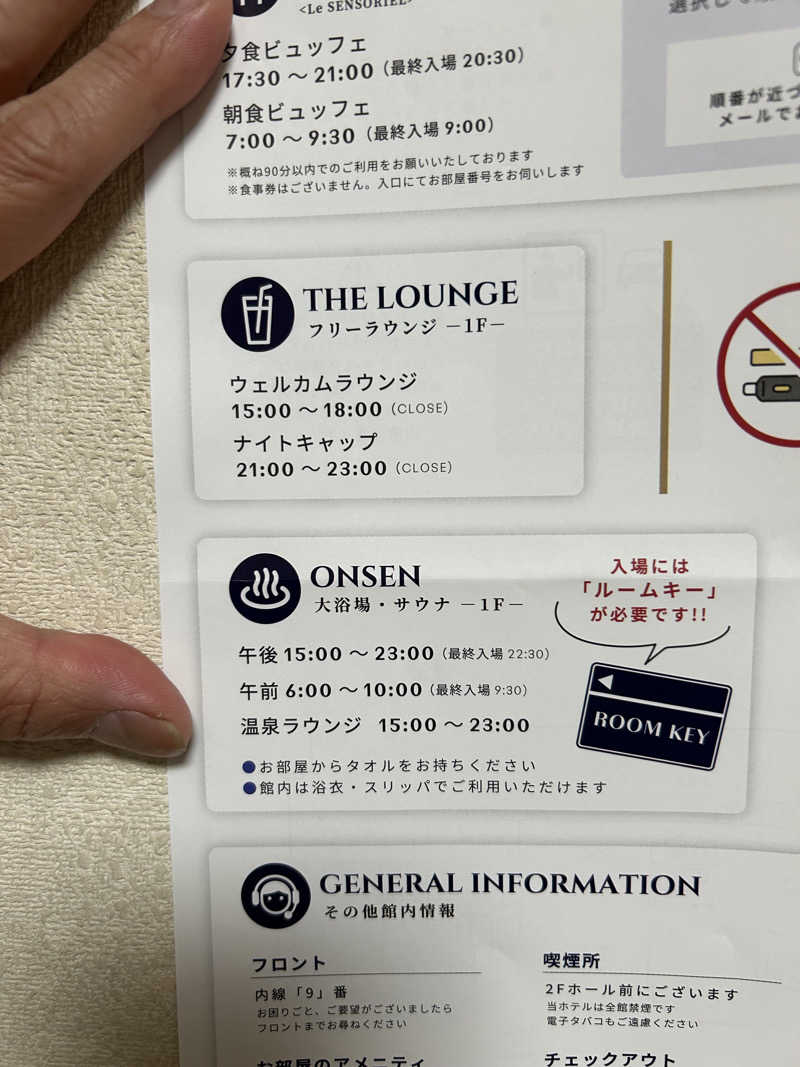 <Le SENSORIEL>
夕食ビュッフェ
17:30 ～ 21:00（最終入場 20:30）
朝食ビュッフェ
7:00 ～ 9:30（最終入場 9:00）
※概ね90分以内でのご利用をお願いいたしております
※食事券はございません。入口にてお部屋番号をお伺いします
順番が近づ
メールでお
THE LOUNGE
フリーラウンジ －1F－
ウェルカムラウンジ
15:00 ～ 18:00（CLOSE）
ナイトキャップ
21:00 ～ 23:00（CLOSE）
ONSEN
大浴場・サウナ －1F－
午後 15:00 ～ 23:00（最終入場 22:30）
午前 6:00 ～ 10:00（最終入場 9:30）
温泉ラウンジ 15:00 ～ 23:00
●お部屋からタオルをお持ちください
●館内は浴衣・スリッパでご利用いただけます
入場には
「ルームキー」
が必要です!!
ROOM KEY
GENERAL INFORMATION
その他館内情報
フロント
内線「9」番
お困りごと、ご要望がございましたら
フロントまでお尋ねください
お部屋のアメニティ
喫煙所
2Fホール前にございます
当ホテルは全館禁煙です
電子タバコもご遠慮ください
チェックアウト